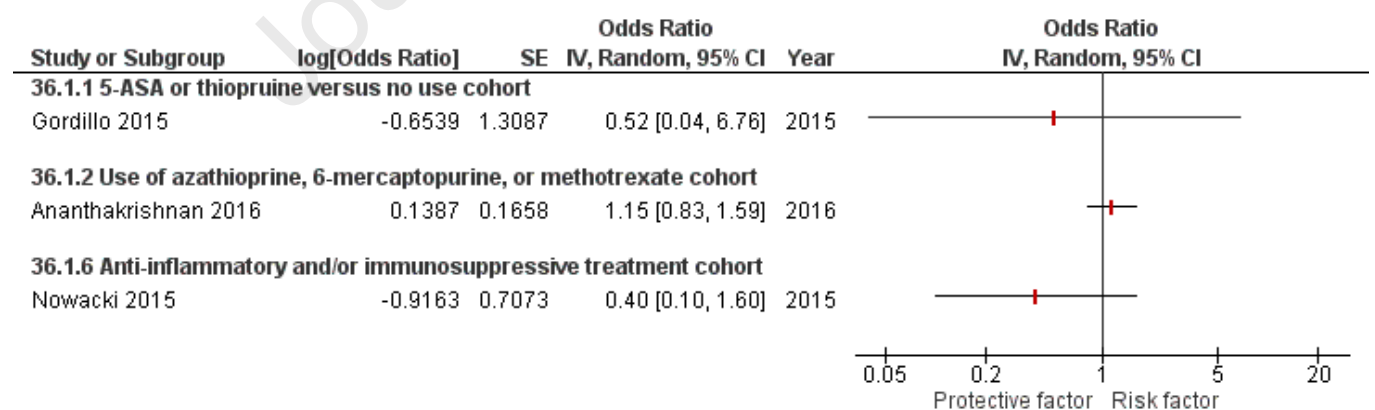 Jou
Odds Ratio Odds Ratio
Study or Subgroup log[Odds Ratio] SE IV, Random, 95% CI Year IV, Random, 95% CI
36.1.1 5-ASA or thiopruine versus no use cohort
Gordillo 2015 -0.6539 1.3087 0.52 [0.04, 6.76] 2015
36.1.2 Use of azathioprine, 6-mercaptopurine, or methotrexate cohort
Ananthakrishnan 2016 0.1387 0.1658 1.15 [0.83, 1.59] 2016
36.1.6 Anti-inflammatory and/or immunosuppressive treatment cohort
Nowacki 2015 -0.9163 0.7073 0.40 [0.10, 1.60] 2015
0.05 0.2 1 5 20
Protective factor Risk factor